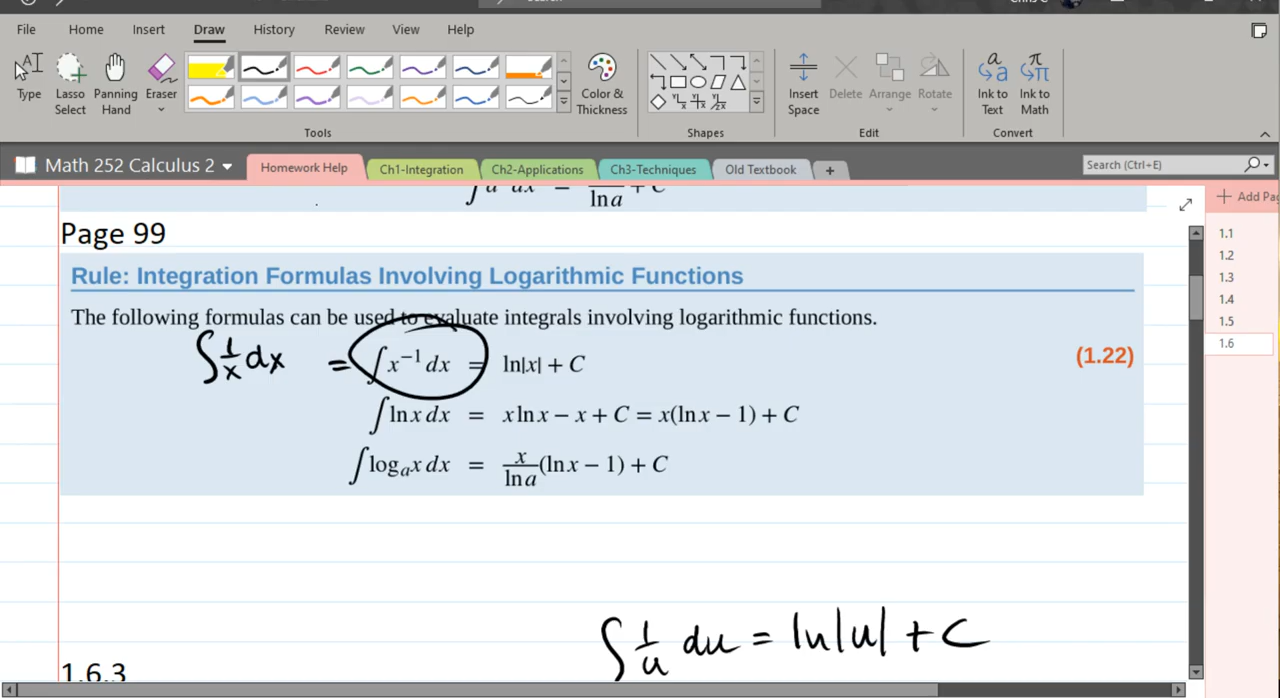 File Home Insert Draw History Review View Help
Type Lasso Select Panning Hand Eraser Color & Thickness Insert Space Delete Arrange Rotate Ink to Text Ink to Math
Tools Shapes Edit Convert
Math 252 Calculus 2 Homework Help Ch1-Integration Ch2-Applications Ch3-Techniques Old Textbook + Search (Ctrl+E)
ln a + C
Page 99
Rule: Integration Formulas Involving Logarithmic Functions
The following formulas can be used to evaluate integrals involving logarithmic functions.
∫ 1/x dx = ∫ x⁻¹ dx = ln|x| + C (1.22)
∫ ln x dx = x ln x − x + C = x(ln x − 1) + C
∫ logₐ x dx = x/ln a (ln x − 1) + C
∫ 1/u du = ln|u| + C
1.6.3
+ Add Pag
1.1
1.2
1.3
1.4
1.5
1.6